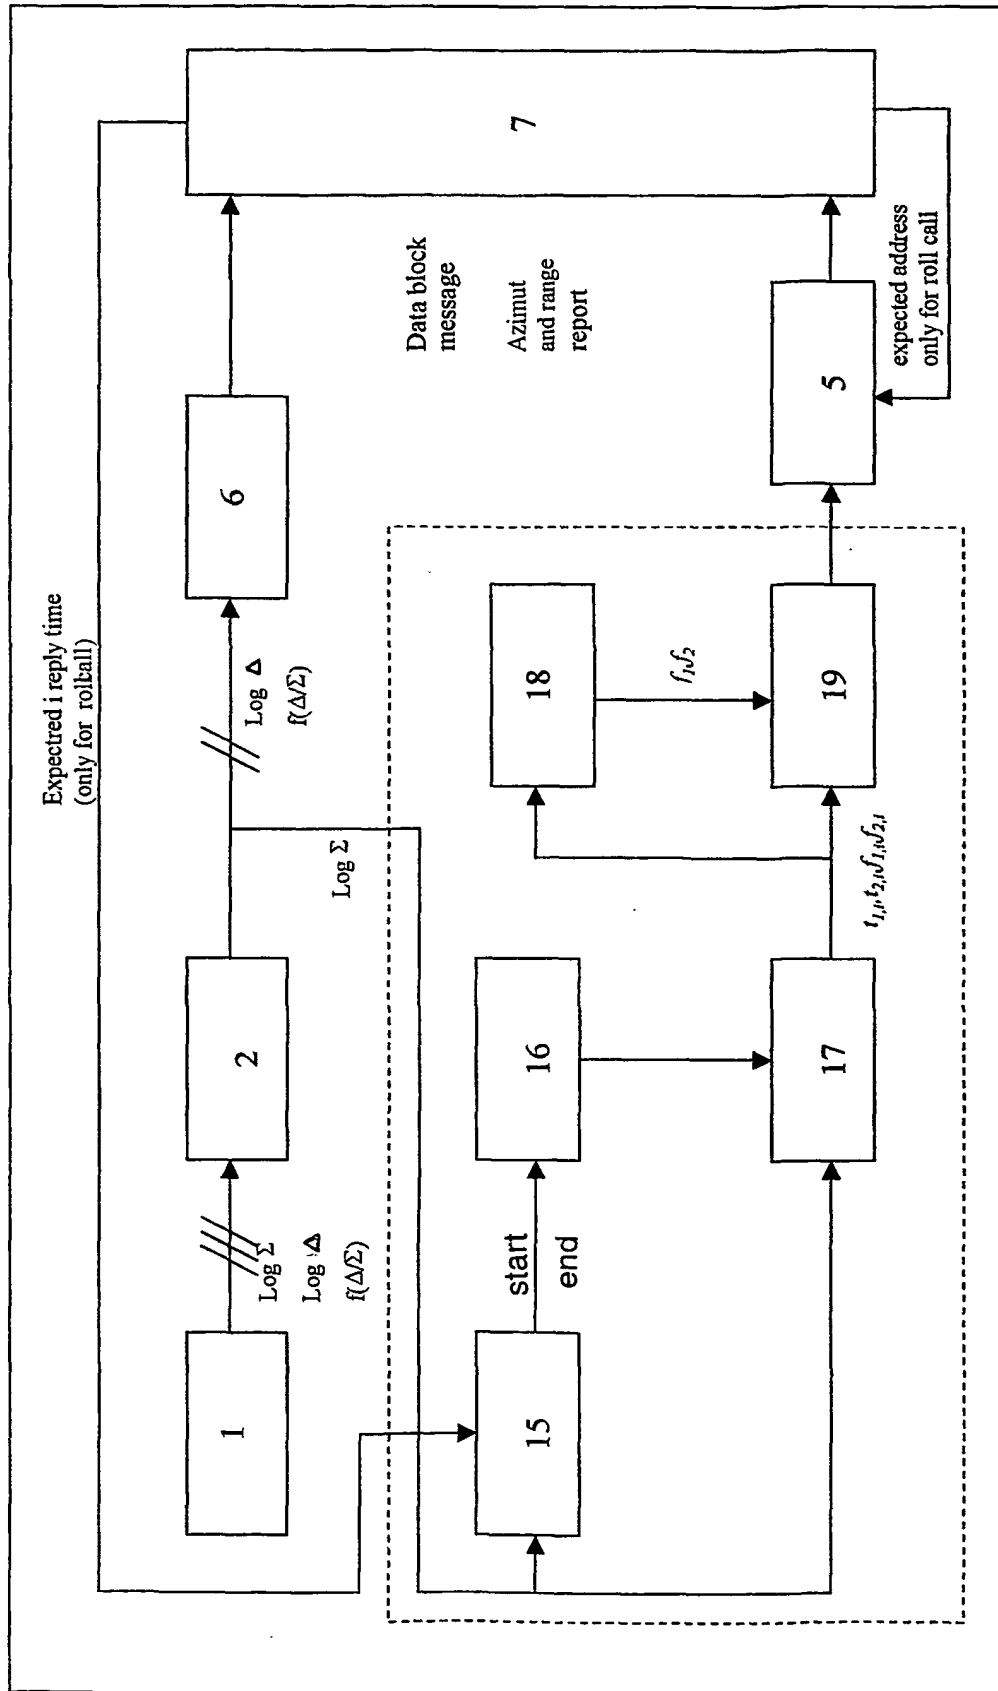 Expectred i reply time
(only for rollcall)
1
Log Σ
Log Δ
f(Δ/Σ)
2
Log Δ
f(Δ/Σ)
6
Log Σ
7
Data block
message
Azimut
and range
report
15
start
end
16
17
t1,i,t2,i,f1,i,f2,i
18
f1,f2
19
5
expected address
only for roll call